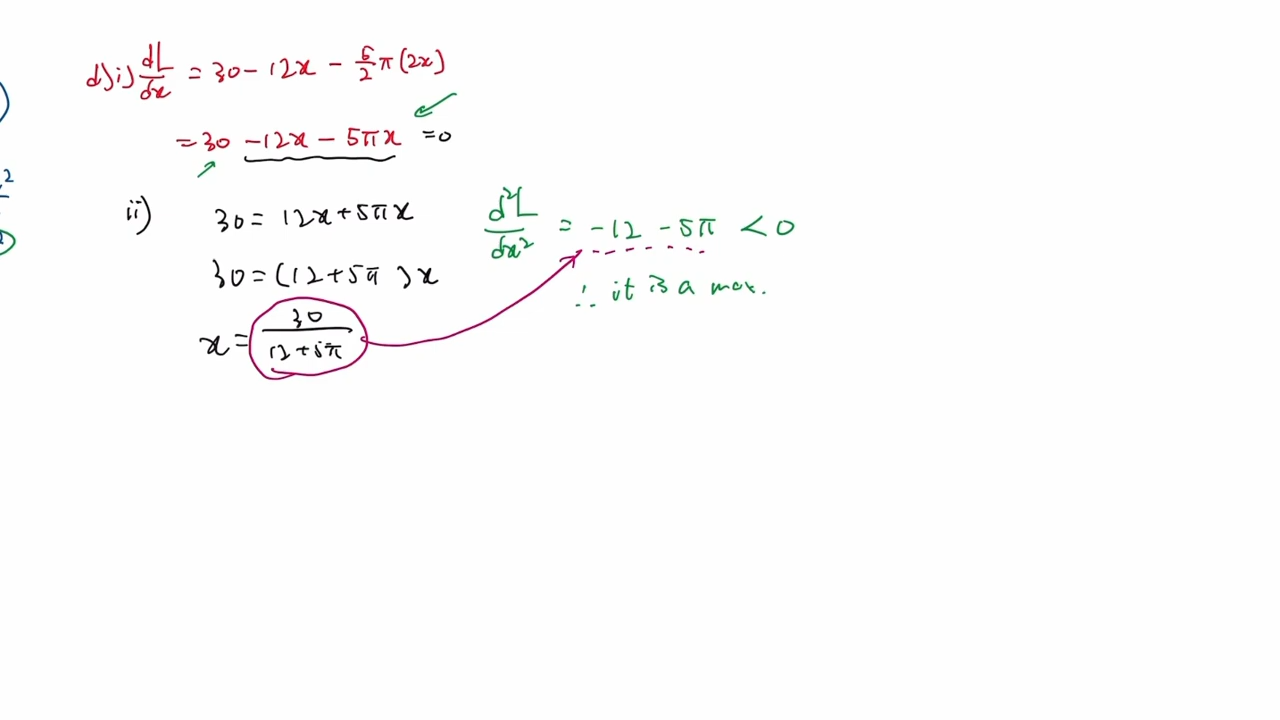 d) i) dL/dx = 30 - 12x - 5/2 π(2x)
= 30 - 12x - 5πx = 0
ii) 30 = 12x + 5πx
30 = (12 + 5π)x
x = 30/(12 + 5π)
d²L/dx² = -12 - 5π < 0
∴ it is a max.